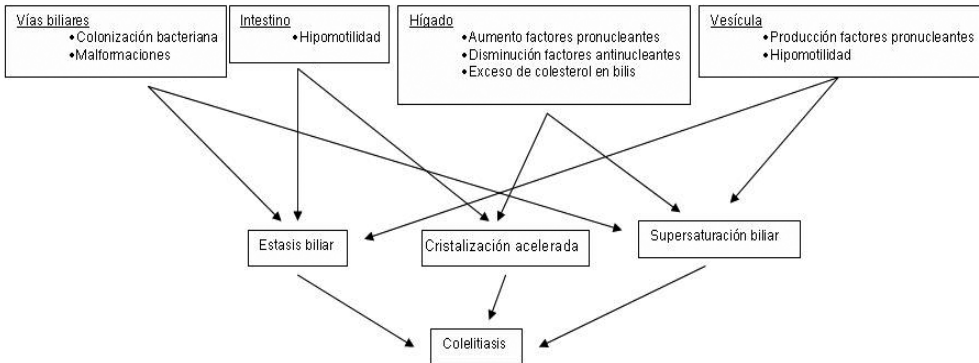 Vías biliares
•Colonización bacteriana
•Malformaciones
Intestino
•Hipomotilidad
Hígado
•Aumento factores pronucleantes
•Disminución factores antinucleantes
•Exceso de colesterol en bilis
Vesícula
•Producción factores pronucleantes
•Hipomotilidad
Estasis biliar
Cristalización acelerada
Supersaturación biliar
Colelitiasis